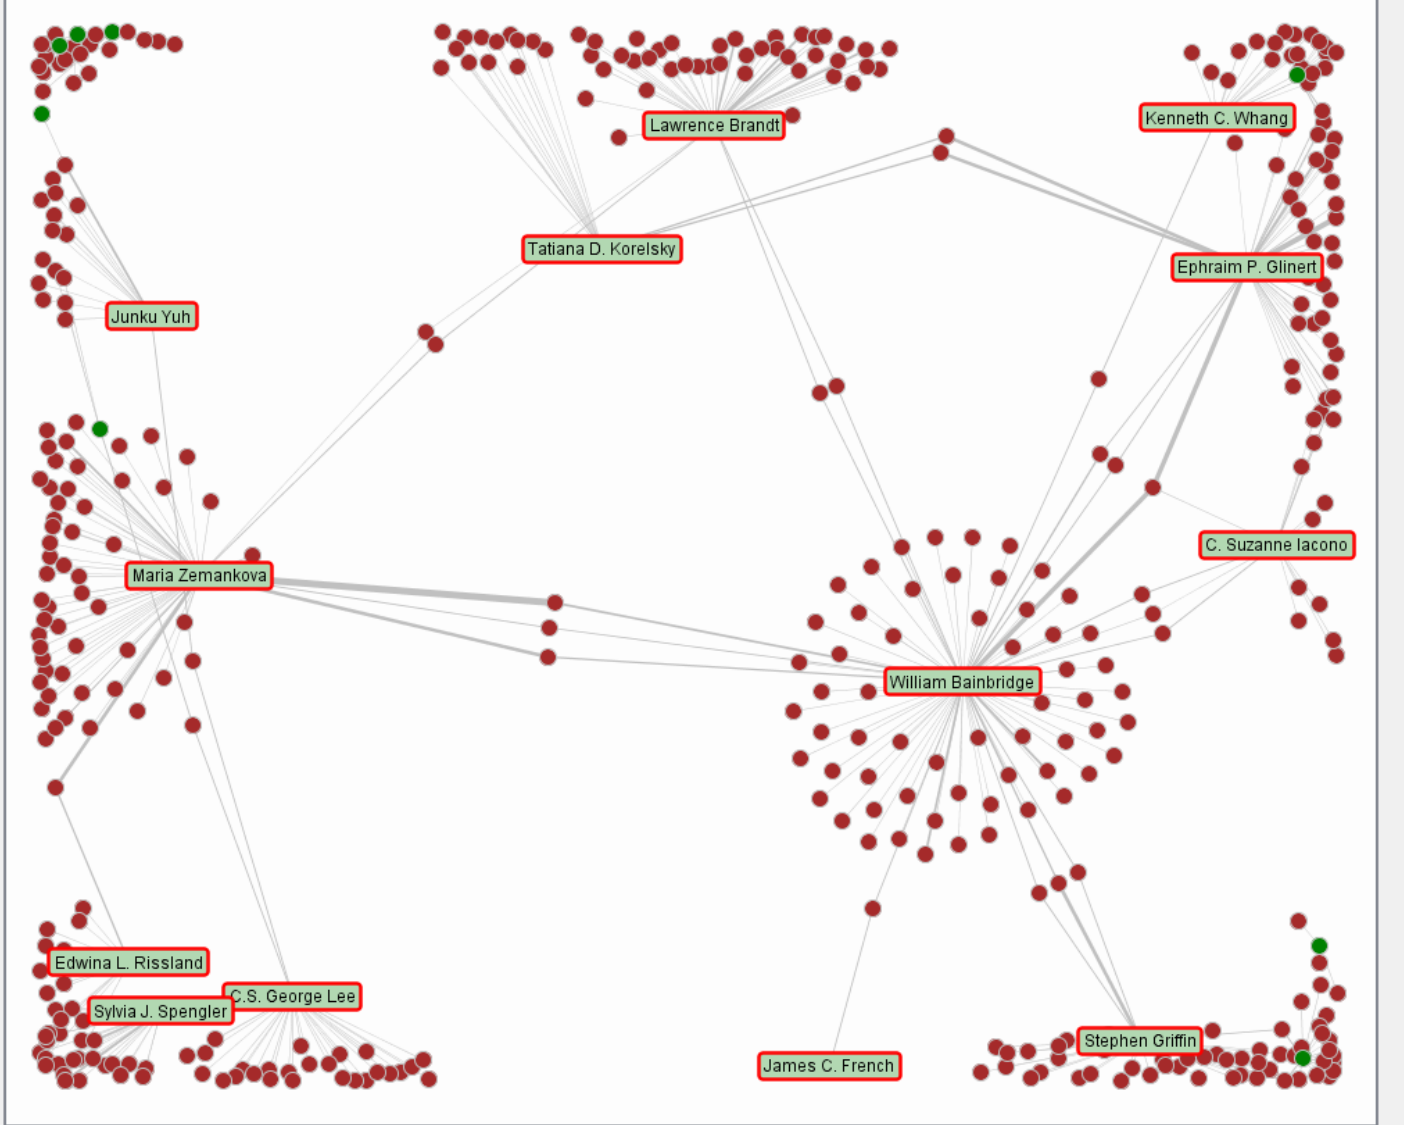 Kenneth C. Whang
Lawrence Brandt
Tatiana D. Korelsky
Ephraim P. Glinert
Junku Yuh
C. Suzanne Iacono
Maria Zemankova
William Bainbridge
Edwina L. Rissland
C.S. George Lee
Sylvia J. Spengler
Stephen Griffin
James C. French